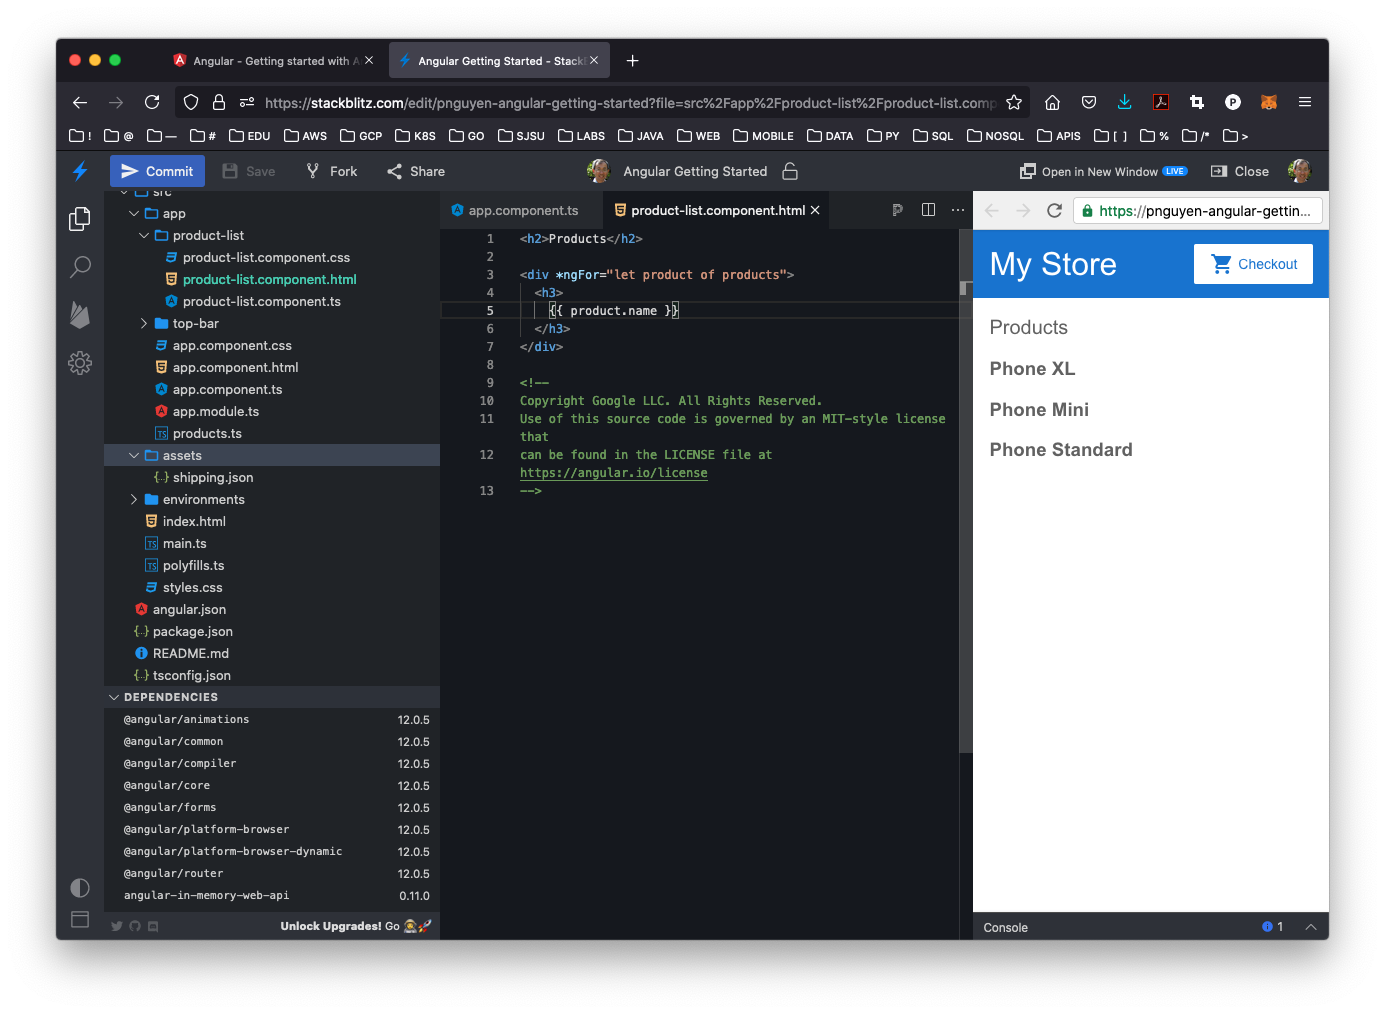 Angular - Getting started with A
Angular Getting Started - Stack
https://stackblitz.com/edit/pnguyen-angular-getting-started?file=src%2Fapp%2Fproduct-list%2Fproduct-list.comp
! @ — # EDU AWS GCP K8S GO SJSU LABS JAVA WEB MOBILE DATA PY SQL NOSQL APIS [ ] % /* >
Commit Save Fork Share Angular Getting Started Open in New Window LIVE Close
src
app
product-list
product-list.component.css
product-list.component.html
product-list.component.ts
top-bar
app.component.css
app.component.html
app.component.ts
app.module.ts
products.ts
assets
shipping.json
environments
index.html
main.ts
polyfills.ts
styles.css
angular.json
package.json
README.md
tsconfig.json
DEPENDENCIES
@angular/animations 12.0.5
@angular/common 12.0.5
@angular/compiler 12.0.5
@angular/core 12.0.5
@angular/forms 12.0.5
@angular/platform-browser 12.0.5
@angular/platform-browser-dynamic 12.0.5
@angular/router 12.0.5
angular-in-memory-web-api 0.11.0
Unlock Upgrades! Go
app.component.ts product-list.component.html
1 <h2>Products</h2>
2
3 <div *ngFor="let product of products">
4 <h3>
5 {{ product.name }}
6 </h3>
7 </div>
8
9 <!--
10 Copyright Google LLC. All Rights Reserved.
11 Use of this source code is governed by an MIT-style license
that
12 can be found in the LICENSE file at
https://angular.io/license
13 -->
https://pnguyen-angular-gettin...
My Store
Checkout
Products
Phone XL
Phone Mini
Phone Standard
Console 1